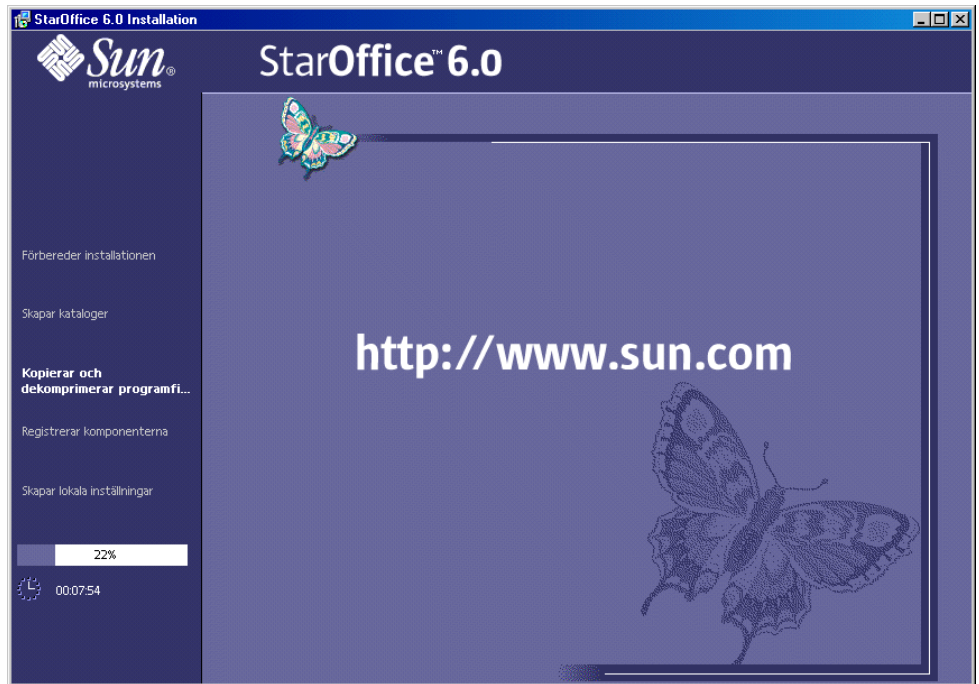 StarOffice 6.0 Installation
Sun®
microsystems
StarOffice™ 6.0
Förbereder installationen
Skapar kataloger
Kopierar och
dekomprimerar programfi...
Registrerar komponenterna
Skapar lokala inställningar
22%
00:07:54
http://www.sun.com